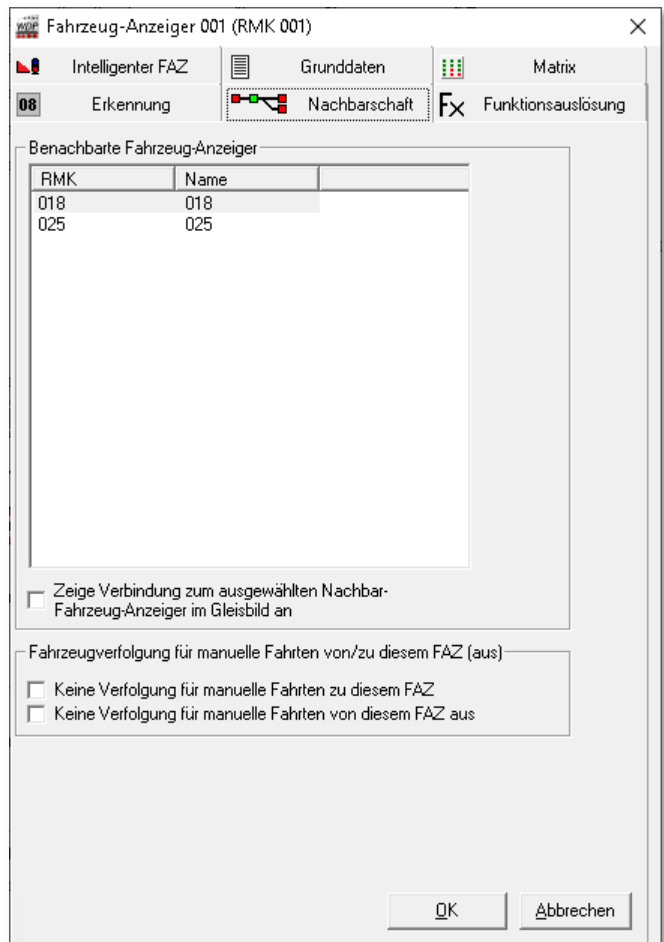 Fahrzeug-Anzeiger 001 (RMK 001)
Intelligenter FAZ Grunddaten Matrix
08 Erkennung Nachbarschaft Fx Funktionsauslösung
Benachbarte Fahrzeug-Anzeiger
RMK Name
018 018
025 025
Zeige Verbindung zum ausgewählten Nachbar-
Fahrzeug-Anzeiger im Gleisbild an
Fahrzeugverfolgung für manuelle Fahrten von/zu diesem FAZ (aus)
Keine Verfolgung für manuelle Fahrten zu diesem FAZ
Keine Verfolgung für manuelle Fahrten von diesem FAZ aus
OK Abbrechen